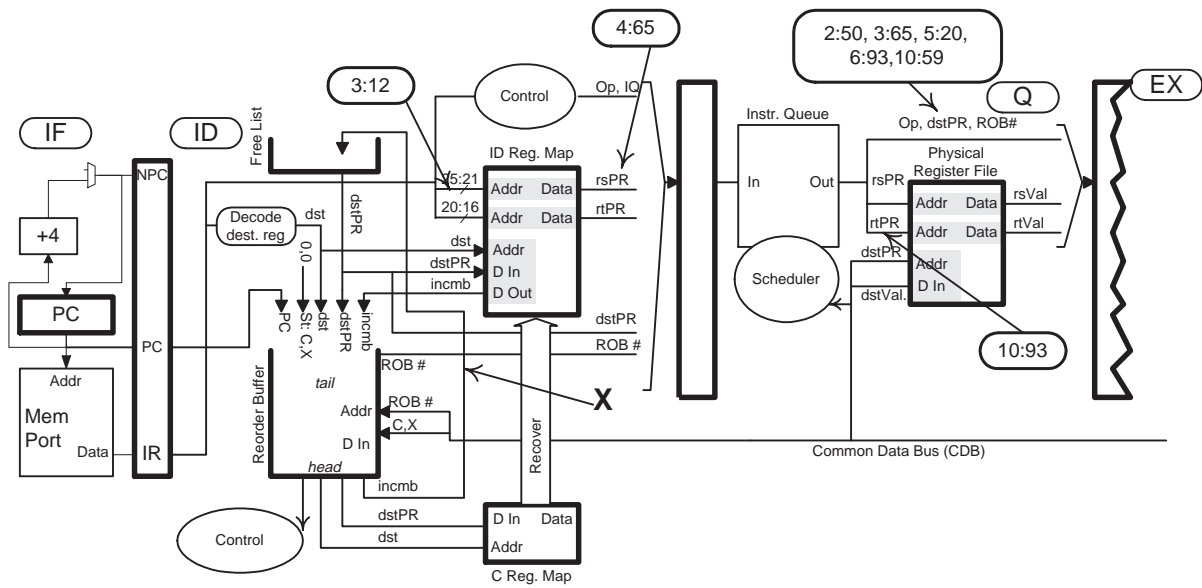 4:65
2:50, 3:65, 5:20,
6:93,10:59
3:12
Control
Op, IQ
Q
EX
IF
ID
Free List
Instr. Queue
Op, dstPR, ROB#
ID Reg. Map
Physical
Register File
NPC
25:21
Addr
Data
rsPR
In
Out
rsPR
Addr
Data
rsVal
20:16
Addr
Data
rtPR
rtPR
Addr
Data
rtVal
+4
Decode
dest. reg
dst
dstPR
0,0
dst
Addr
dstPR
D In
incmb
D Out
Scheduler
dstPR
Addr
dstVal.
D In
PC
PC
St: C,X
dst
dstPR
incmb
dstPR
PC
ROB #
ROB #
10:93
Addr
tail
X
Mem
Port
Data
IR
Reorder Buffer
Addr
ROB #
C,X
D In
Recover
Common Data Bus (CDB)
head
incmb
Control
dstPR
D In
Data
dst
Addr
C Reg. Map